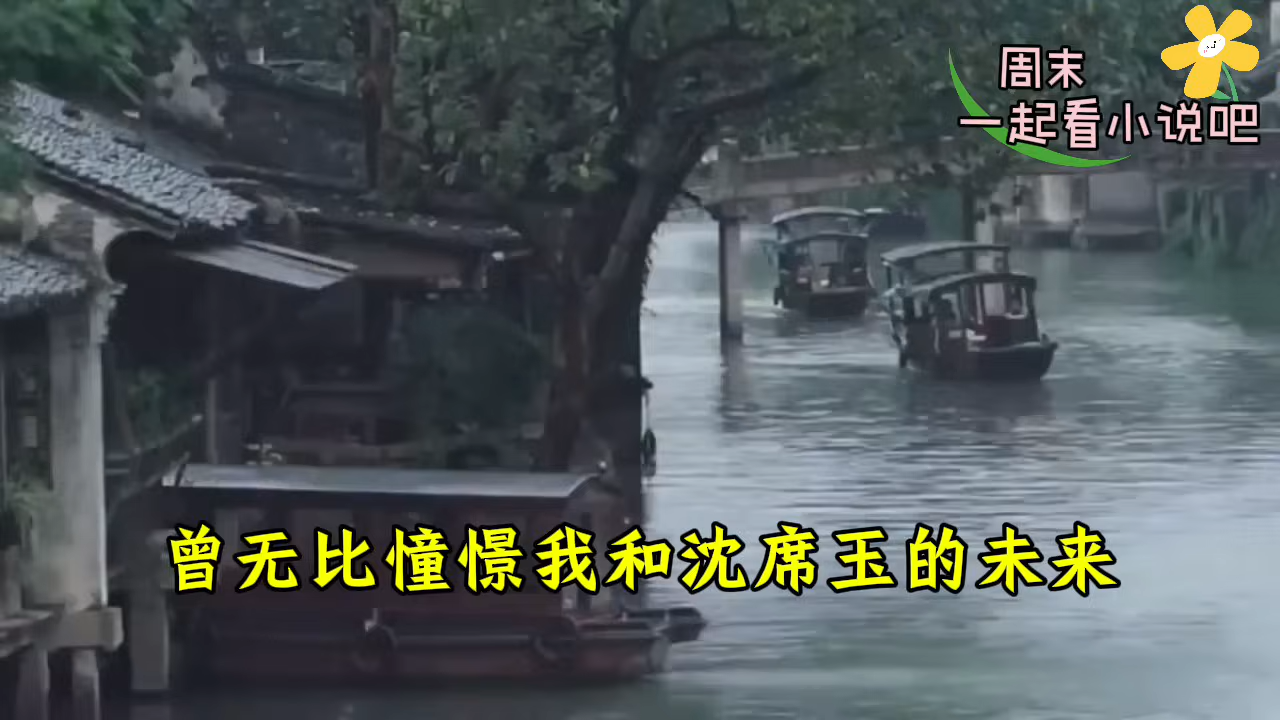 周末
一起看小说吧
曾无比憧憬我和沈席玉的未来